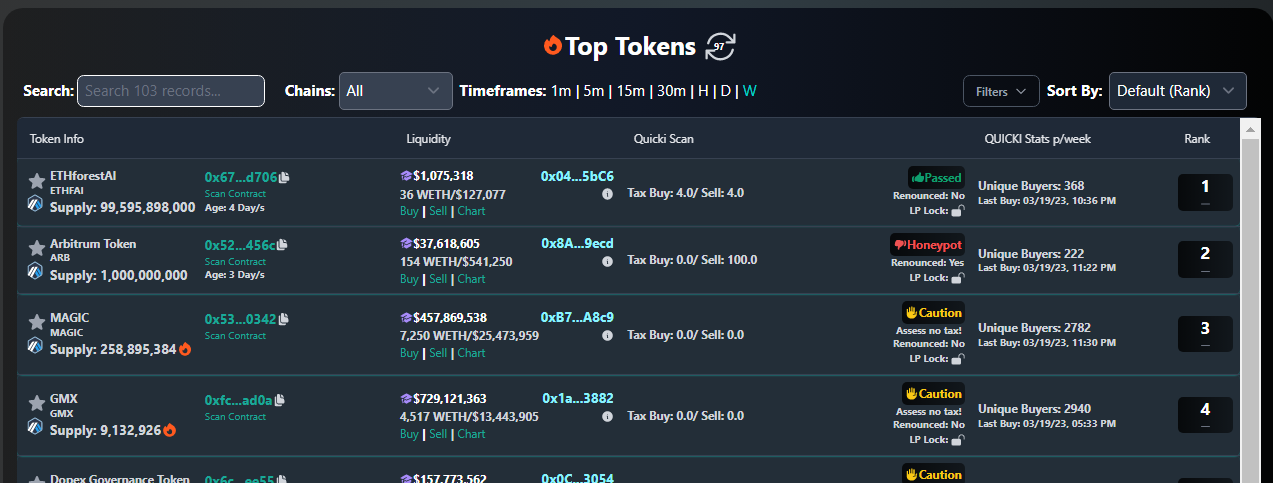 Top Tokens 97
Search: Search 103 records... Chains: All Timeframes: 1m | 5m | 15m | 30m | H | D | W Filters Sort By: Default (Rank)
Token Info Liquidity Quicki Scan QUICKI Stats p/week Rank
ETHforestAI
ETHFAI
Supply: 99,595,898,000
0x67...d706
Scan Contract
Age: 4 Day/s
$1,075,318
36 WETH/$127,077
Buy | Sell | Chart
0x04...5bC6
Tax Buy: 4.0/ Sell: 4.0
Passed
Renounced: No
LP Lock:
Unique Buyers: 368
Last Buy: 03/19/23, 10:36 PM
1
—
Arbitrum Token
ARB
Supply: 1,000,000,000
0x52...456c
Scan Contract
Age: 3 Day/s
$37,618,605
154 WETH/$541,250
Buy | Sell | Chart
0x8A...9ecd
Tax Buy: 0.0/ Sell: 100.0
Honeypot
Renounced: Yes
LP Lock:
Unique Buyers: 222
Last Buy: 03/19/23, 11:22 PM
2
—
MAGIC
MAGIC
Supply: 258,895,384
0x53...0342
Scan Contract
$457,869,538
7,250 WETH/$25,473,959
Buy | Sell | Chart
0xB7...A8c9
Tax Buy: 0.0/ Sell: 0.0
Caution
Assess no tax!
Renounced: No
LP Lock:
Unique Buyers: 2782
Last Buy: 03/19/23, 11:30 PM
3
—
GMX
GMX
Supply: 9,132,926
0xfc...ad0a
Scan Contract
$729,121,363
4,517 WETH/$13,443,905
Buy | Sell | Chart
0x1a...3882
Tax Buy: 0.0/ Sell: 0.0
Caution
Assess no tax!
Renounced: No
LP Lock:
Unique Buyers: 2940
Last Buy: 03/19/23, 05:33 PM
4
—
Dopex Governance Token
0x6c...ee55
$157,773,562
0x0C...3054
Caution